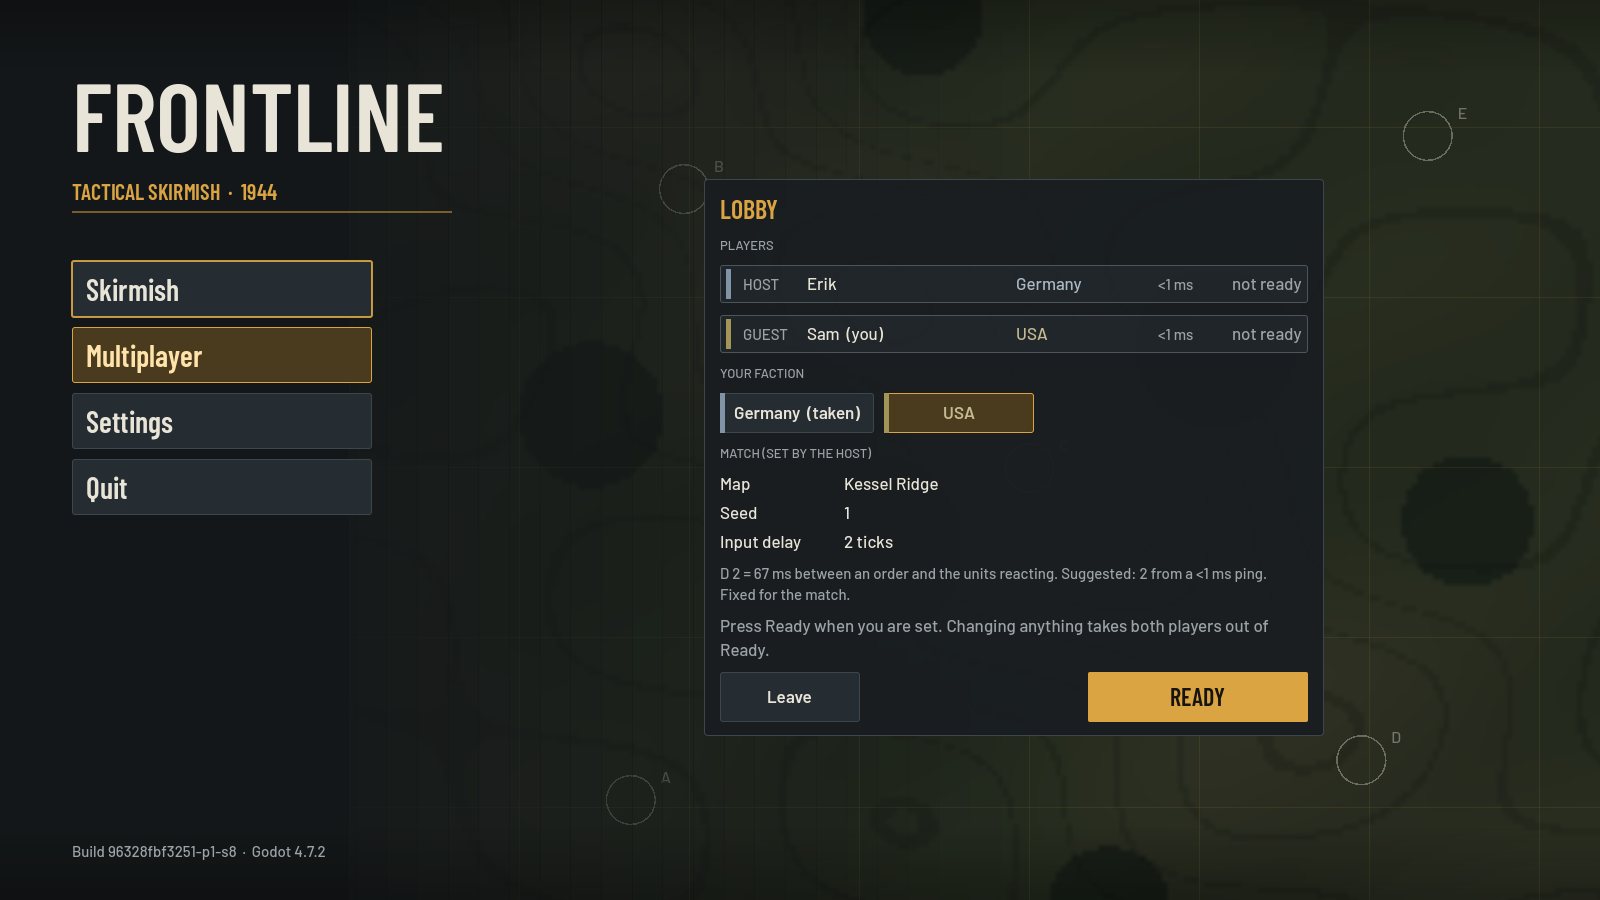 FRONTLINE
TACTICAL SKIRMISH · 1944
Skirmish
Multiplayer
Settings
Quit
Build 96328fbf3251-p1-s8 · Godot 4.7.2
B
E
LOBBY
PLAYERS
HOST Erik Germany <1 ms not ready
GUEST Sam (you) USA <1 ms not ready
YOUR FACTION
Germany (taken) USA
MATCH (SET BY THE HOST)
Map Kessel Ridge
Seed 1
Input delay 2 ticks
D 2 = 67 ms between an order and the units reacting. Suggested: 2 from a <1 ms ping.
Fixed for the match.
Press Ready when you are set. Changing anything takes both players out of
Ready.
Leave READY
D
A